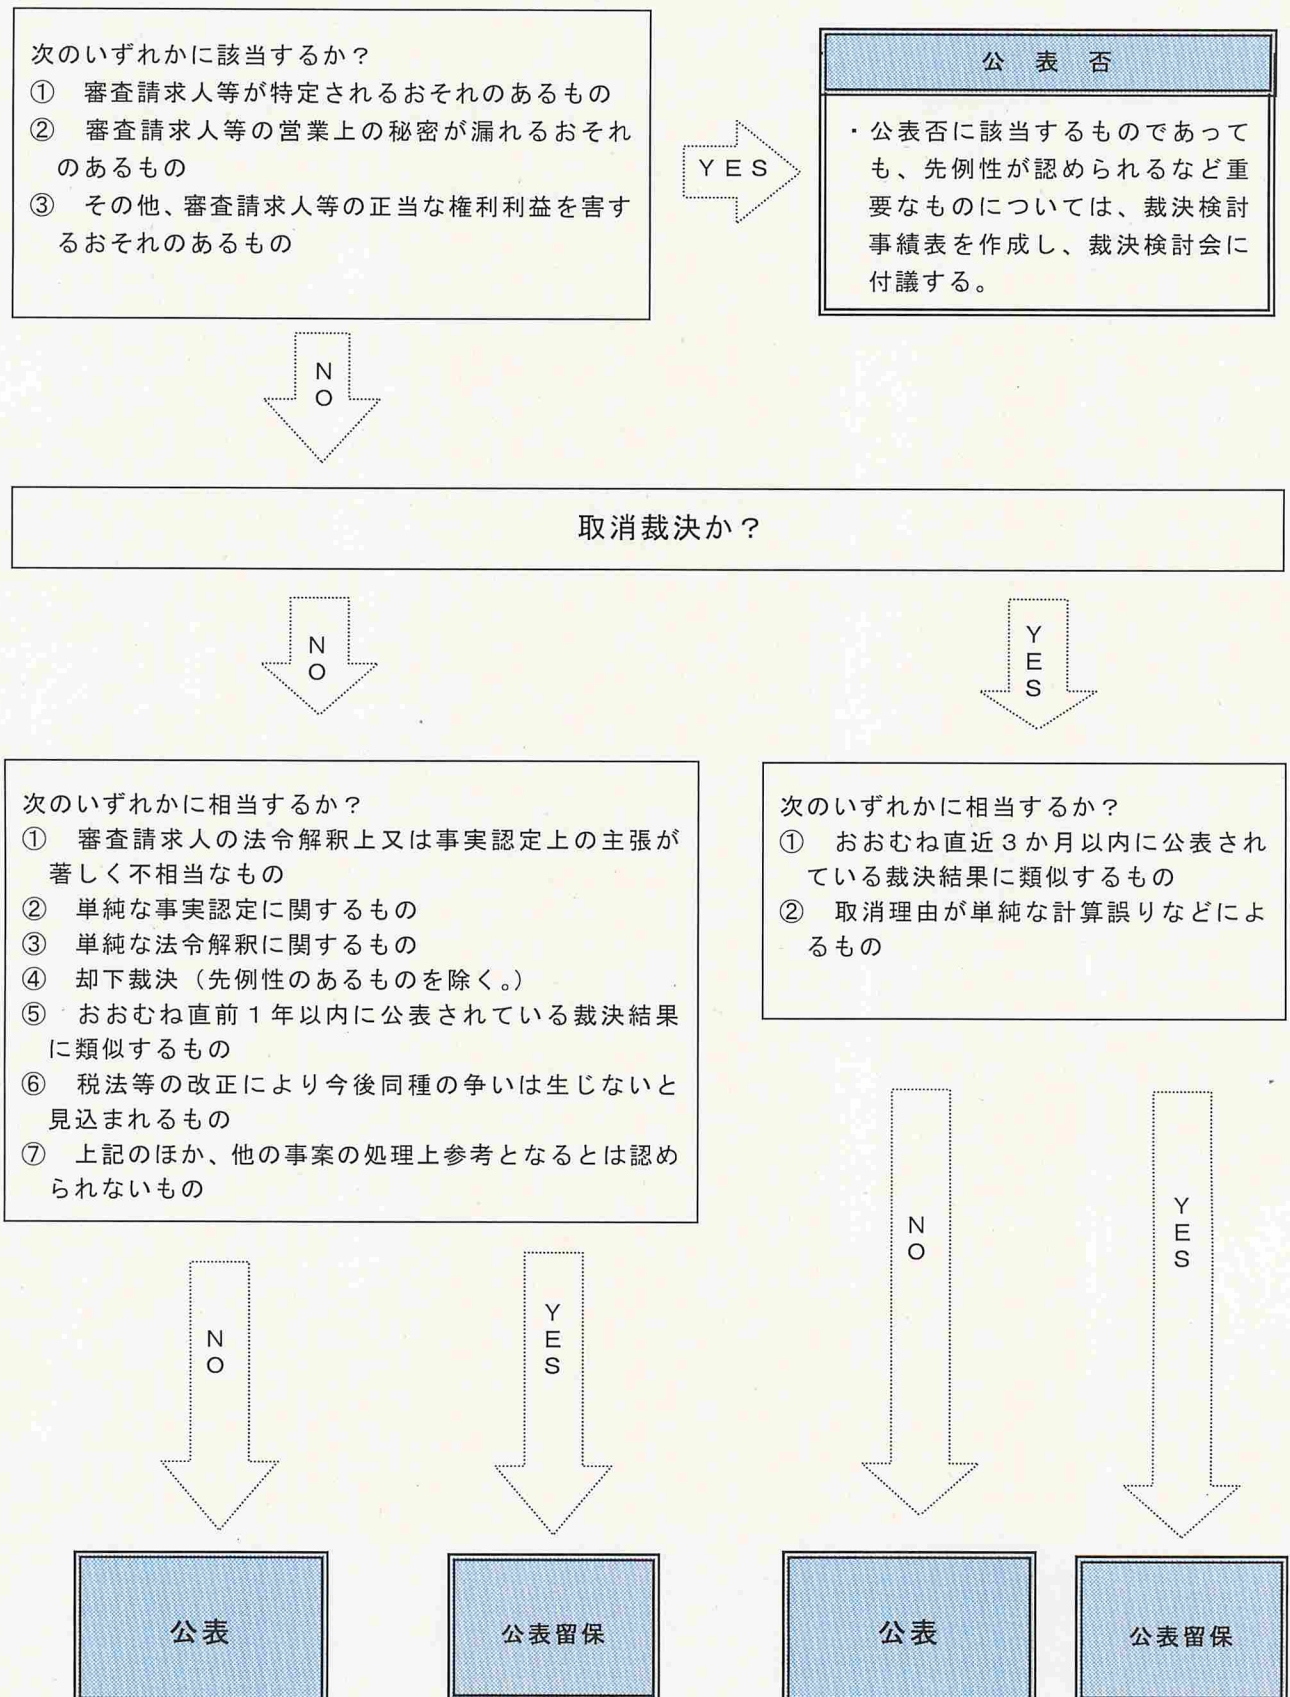 次のいずれかに該当するか？
①　審査請求人等が特定されるおそれのあるもの
②　審査請求人等の営業上の秘密が漏れるおそれ
のあるもの
③　その他、審査請求人等の正当な権利利益を害す
るおそれのあるもの
YES
公　表　否
・公表否に該当するものであって
も、先例性が認められるなど重
要なものについては、裁決検討
事績表を作成し、裁決検討会に
付議する。
NO
取消裁決か？
NO
YES
次のいずれかに相当するか？
①　審査請求人の法令解釈上又は事実認定上の主張が
著しく不相当なもの
②　単純な事実認定に関するもの
③　単純な法令解釈に関するもの
④　却下裁決（先例性のあるものを除く。）
⑤　おおむね直前１年以内に公表されている裁決結果
に類似するもの
⑥　税法等の改正により今後同種の争いは生じないと
見込まれるもの
⑦　上記のほか、他の事案の処理上参考となるとは認め
られないもの
次のいずれかに相当するか？
①　おおむね直近３か月以内に公表され
ている裁決結果に類似するもの
②　取消理由が単純な計算誤りなどによ
るもの
NO
YES
NO
YES
公表
公表留保
公表
公表留保